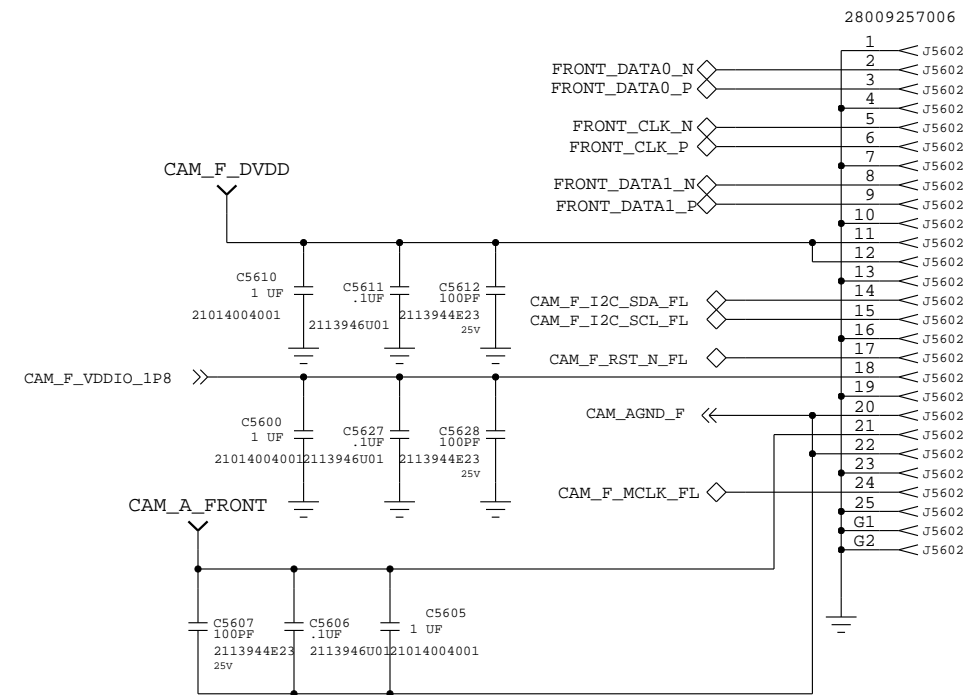 28009257006
1 J5602
FRONT_DATA0_N 2 J5602
FRONT_DATA0_P 3 J5602
4 J5602
FRONT_CLK_N 5 J5602
FRONT_CLK_P 6 J5602
7 J5602
CAM_F_DVDD
FRONT_DATA1_N 8 J5602
FRONT_DATA1_P 9 J5602
10 J5602
11 J5602
12 J5602
13 J5602
C5610 1 UF 21014004001
C5611 .1UF 2113946U01
C5612 100PF 2113944E23 25V
CAM_F_I2C_SDA_FL 14 J5602
CAM_F_I2C_SCL_FL 15 J5602
16 J5602
CAM_F_RST_N_FL 17 J5602
CAM_F_VDDIO_1P8 18 J5602
19 J5602
CAM_AGND_F 20 J5602
21 J5602
22 J5602
23 J5602
C5600 1 UF 21014004001
C5627 .1UF 2113946U01
C5628 100PF 2113944E23 25V
CAM_F_MCLK_FL 24 J5602
25 J5602
G1 J5602
G2 J5602
CAM_A_FRONT
C5607 100PF 2113944E23 25V
C5606 .1UF 2113946U01
C5605 1 UF 21014004001